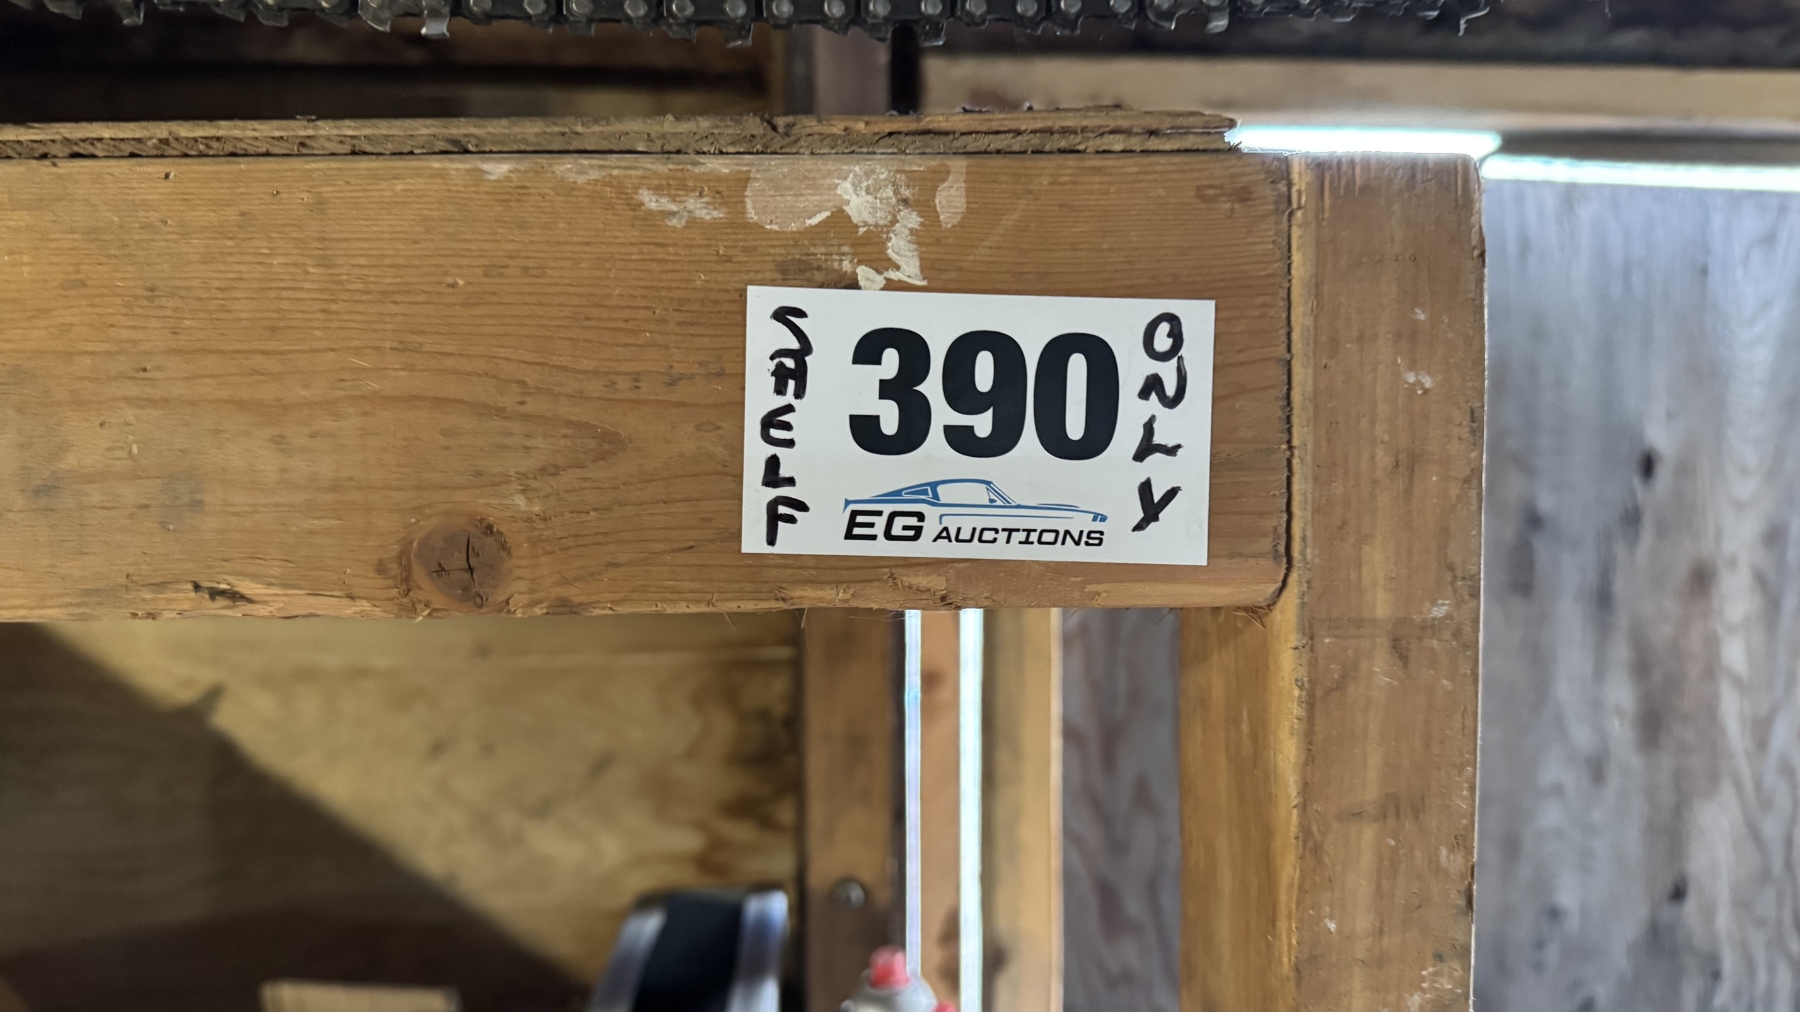 SHELF
390
ONLY
EG AUCTIONS